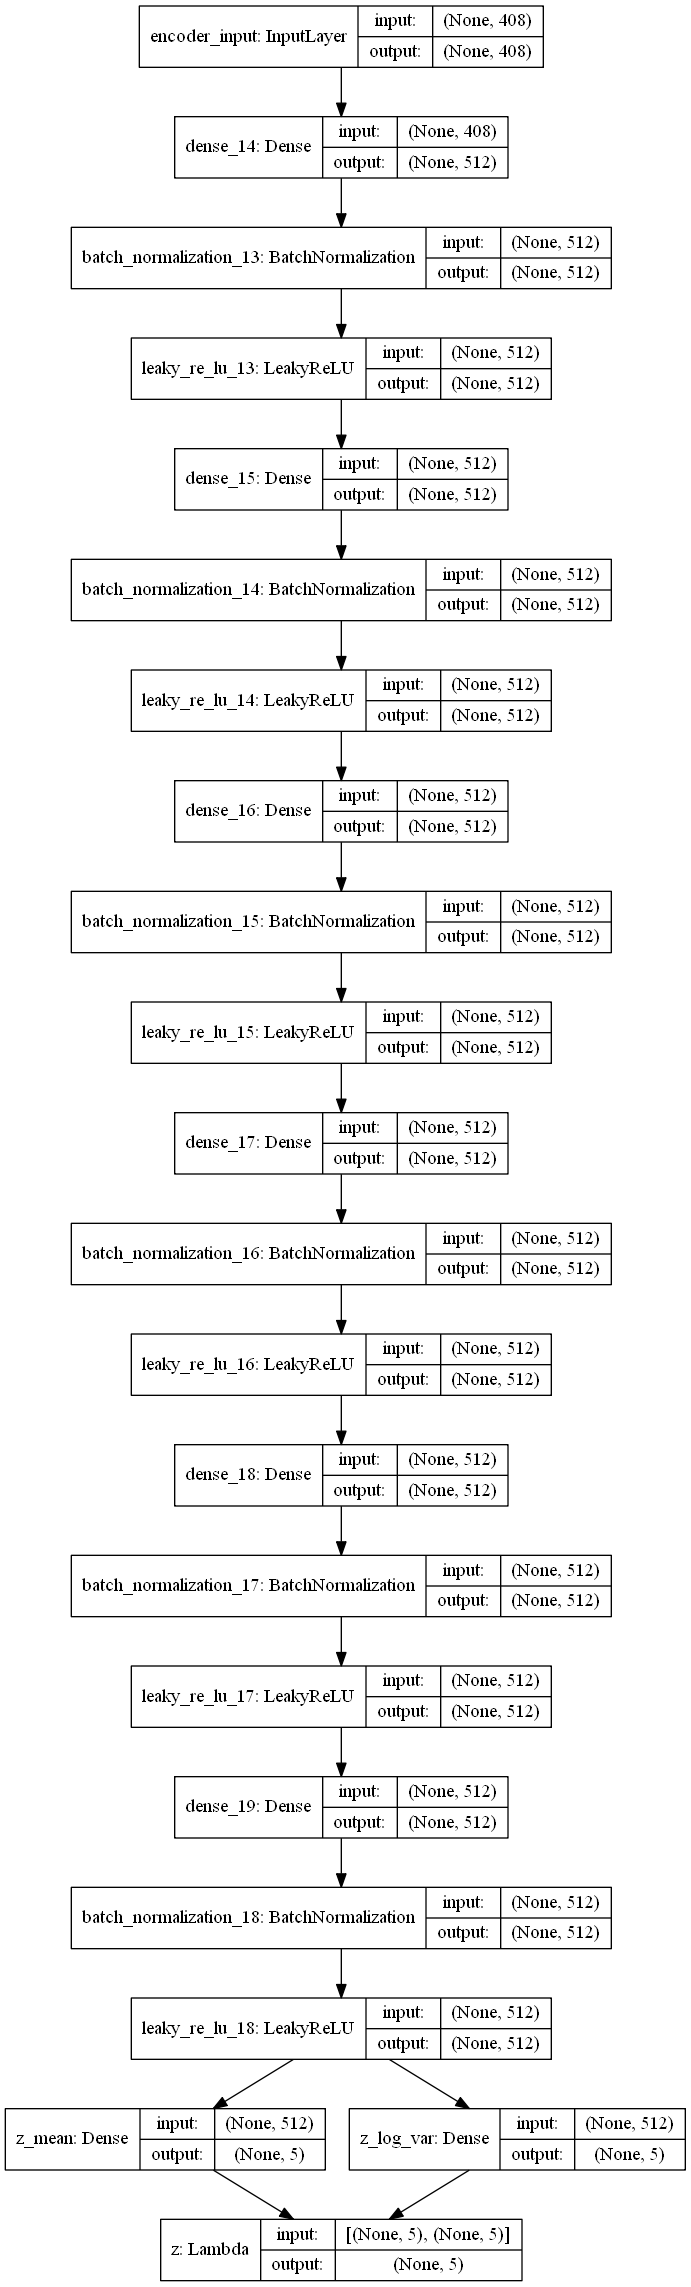 encoder_input: InputLayer
input: (None, 408)
output: (None, 408)
dense_14: Dense
input: (None, 408)
output: (None, 512)
batch_normalization_13: BatchNormalization
input: (None, 512)
output: (None, 512)
leaky_re_lu_13: LeakyReLU
input: (None, 512)
output: (None, 512)
dense_15: Dense
input: (None, 512)
output: (None, 512)
batch_normalization_14: BatchNormalization
input: (None, 512)
output: (None, 512)
leaky_re_lu_14: LeakyReLU
input: (None, 512)
output: (None, 512)
dense_16: Dense
input: (None, 512)
output: (None, 512)
batch_normalization_15: BatchNormalization
input: (None, 512)
output: (None, 512)
leaky_re_lu_15: LeakyReLU
input: (None, 512)
output: (None, 512)
dense_17: Dense
input: (None, 512)
output: (None, 512)
batch_normalization_16: BatchNormalization
input: (None, 512)
output: (None, 512)
leaky_re_lu_16: LeakyReLU
input: (None, 512)
output: (None, 512)
dense_18: Dense
input: (None, 512)
output: (None, 512)
batch_normalization_17: BatchNormalization
input: (None, 512)
output: (None, 512)
leaky_re_lu_17: LeakyReLU
input: (None, 512)
output: (None, 512)
dense_19: Dense
input: (None, 512)
output: (None, 512)
batch_normalization_18: BatchNormalization
input: (None, 512)
output: (None, 512)
leaky_re_lu_18: LeakyReLU
input: (None, 512)
output: (None, 512)
z_mean: Dense
input: (None, 512)
output: (None, 5)
z_log_var: Dense
input: (None, 512)
output: (None, 5)
z: Lambda
input: [(None, 5), (None, 5)]
output: (None, 5)